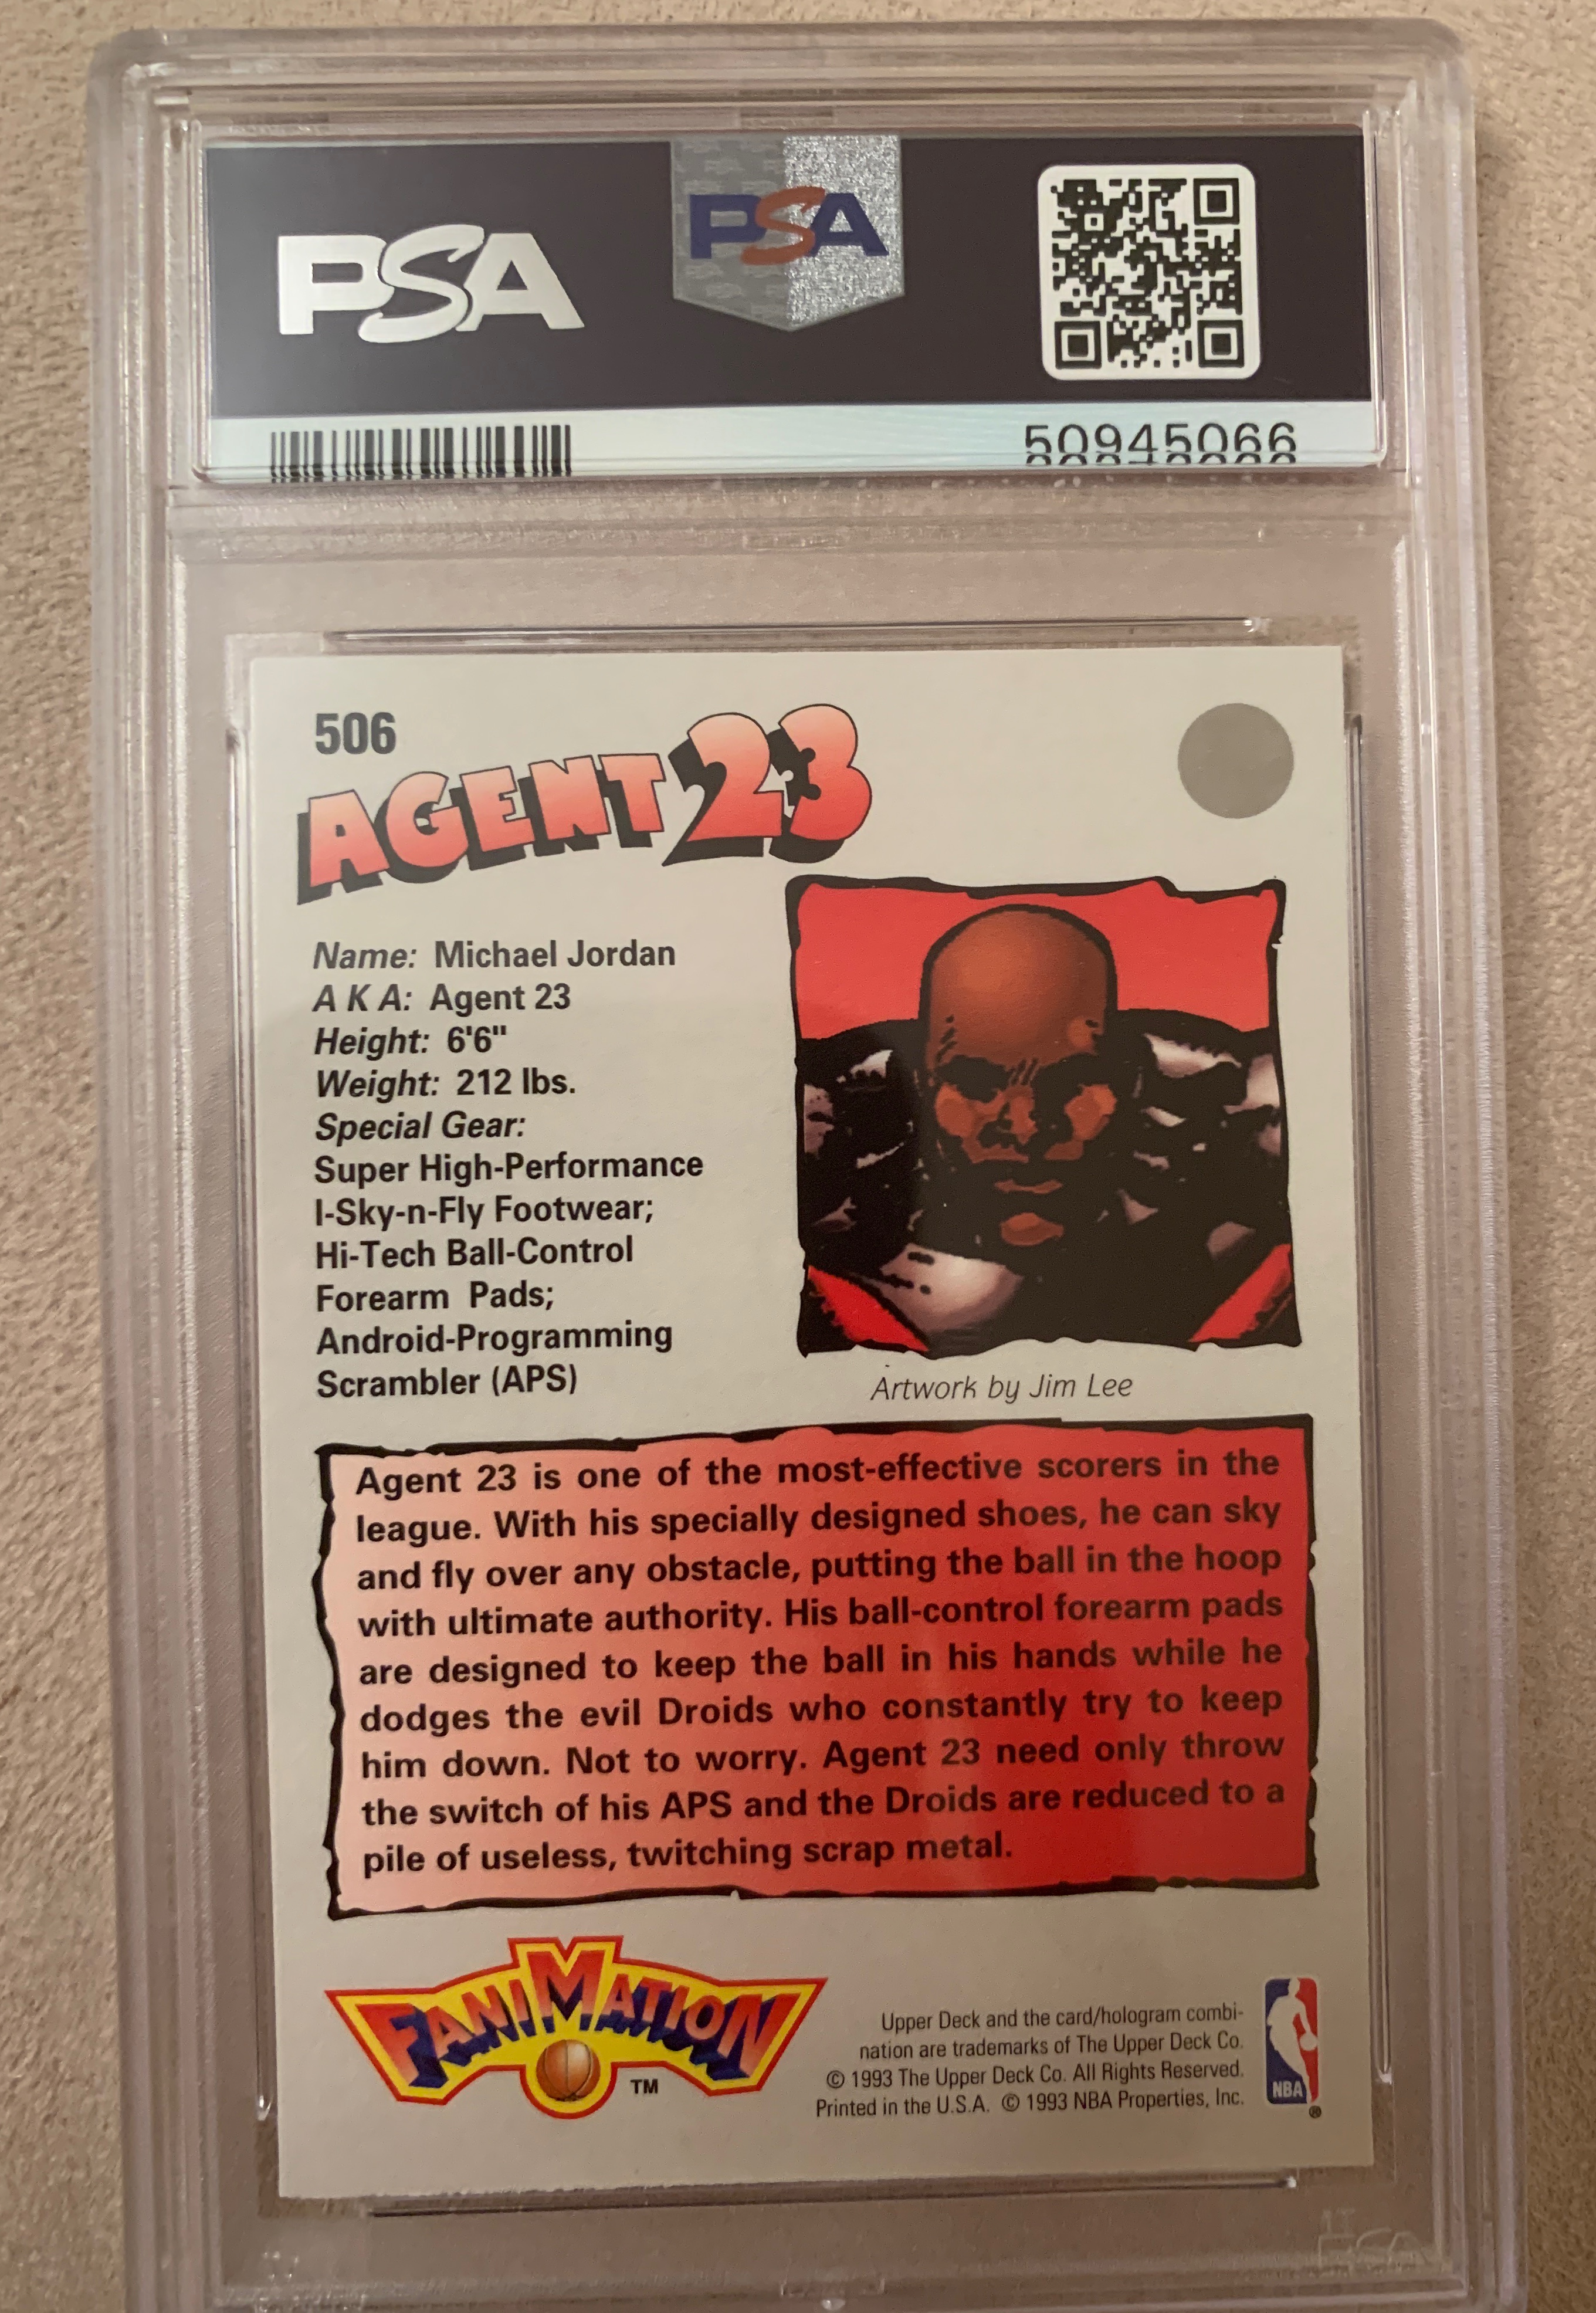 PSA
PSA
50945066
506
AGENT 23
Name: Michael Jordan
A K A: Agent 23
Height: 6'6"
Weight: 212 lbs.
Special Gear:
Super High-Performance
I-Sky-n-Fly Footwear;
Hi-Tech Ball-Control
Forearm Pads;
Android-Programming
Scrambler (APS)
Artwork by Jim Lee
Agent 23 is one of the most-effective scorers in the
league. With his specially designed shoes, he can sky
and fly over any obstacle, putting the ball in the hoop
with ultimate authority. His ball-control forearm pads
are designed to keep the ball in his hands while he
dodges the evil Droids who constantly try to keep
him down. Not to worry. Agent 23 need only throw
the switch of his APS and the Droids are reduced to a
pile of useless, twitching scrap metal.
FANIMATION
TM
Upper Deck and the card/hologram combi-
nation are trademarks of The Upper Deck Co.
© 1993 The Upper Deck Co. All Rights Reserved.
Printed in the U.S.A. © 1993 NBA Properties, Inc.
NBA
®